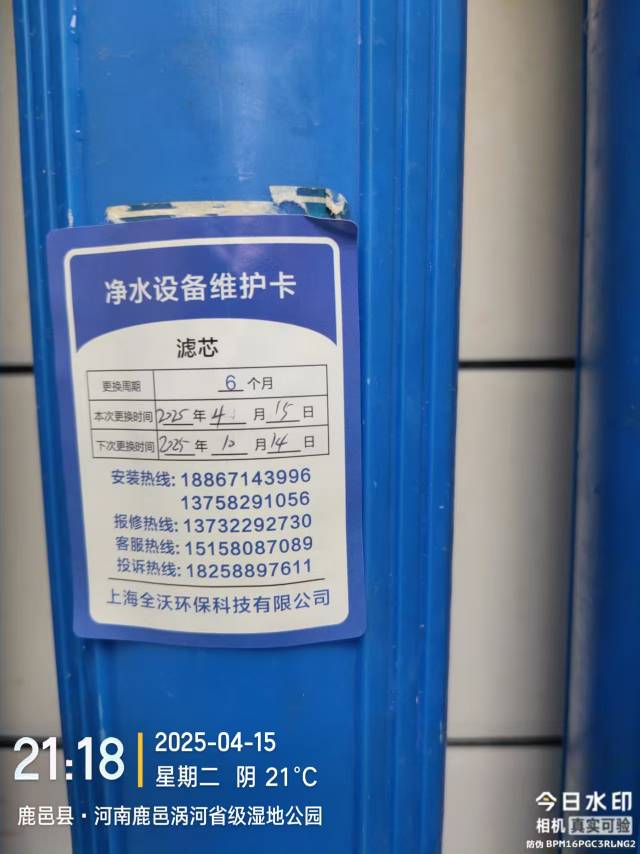 净水设备维护卡
滤芯
更换周期 6 个月
本次更换时间 2025 年 4 月 15 日
下次更换时间 2025 年 10 月 14 日
安装热线: 18867143996
13758291056
报修热线: 13732292730
客服热线: 15158087089
投诉热线: 18258897611
上海全沃环保科技有限公司
21:18
2025-04-15
星期二 阴 21°C
鹿邑县·河南鹿邑涡河省级湿地公园
今日水印
相机 真实可验
防伪 BPM16PGC3RLNG2